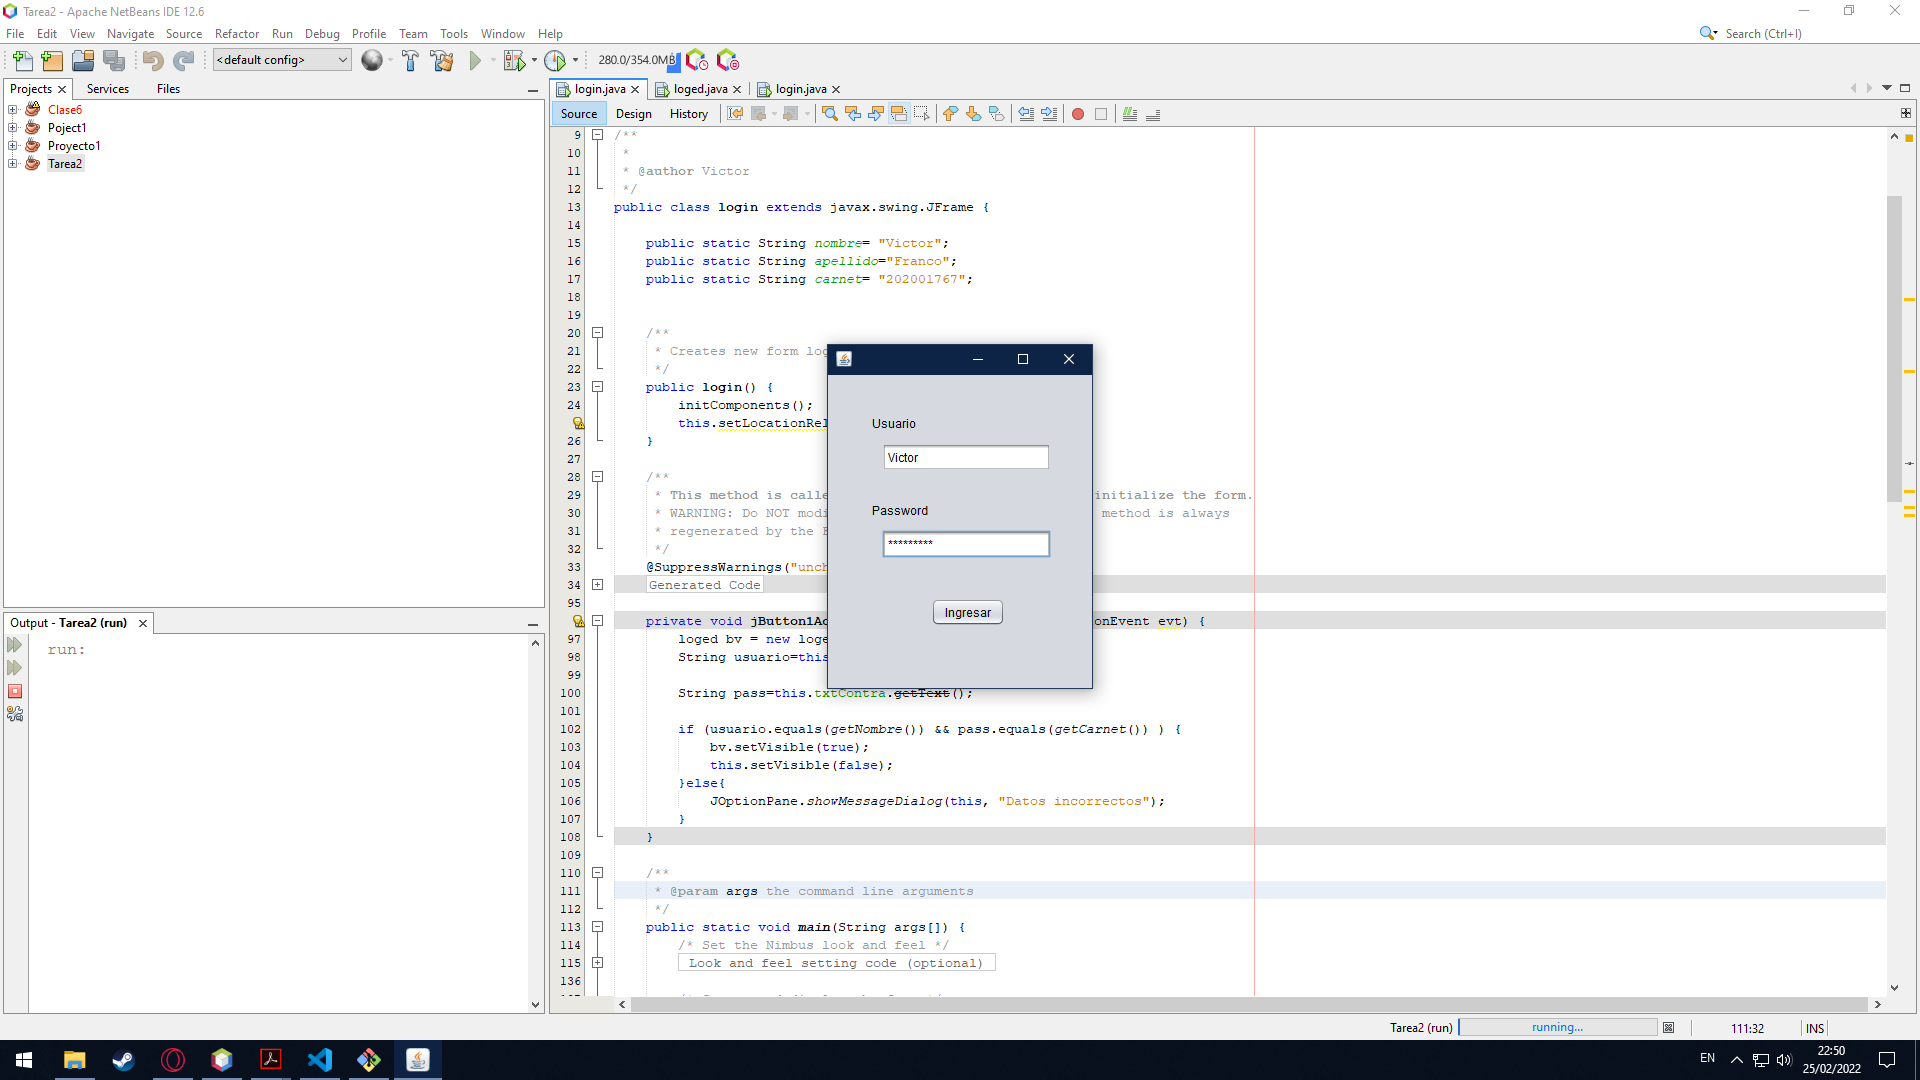 Tarea2 - Apache NetBeans IDE 12.6
File Edit View Navigate Source Refactor Run Debug Profile Team Tools Window Help
Search (Ctrl+I)
<default config>
280.0/354.0MB
Projects Services Files
Clase6
Poject1
Proyecto1
Tarea2
login.java loged.java login.java
Source Design History
9 /**
10 *
11 * @author Victor
12 */
13 public class login extends javax.swing.JFrame {
14
15 public static String nombre= "Victor";
16 public static String apellido="Franco";
17 public static String carnet= "202001767";
18
19
20 /**
21 * Creates new form log
22 */
23 public login() {
24 initComponents();
this.setLocationRel
26 }
27
28 /**
29 * This method is calle initialize the form.
30 * WARNING: Do NOT modi method is always
31 * regenerated by the F
32 */
33 @SuppressWarnings("unch
34 Generated Code
95
private void jButton1Ac onEvent evt) {
97 loged bv = new loge
98 String usuario=this
99
100 String pass=this.txtContra.getText();
101
102 if (usuario.equals(getNombre()) && pass.equals(getCarnet()) ) {
103 bv.setVisible(true);
104 this.setVisible(false);
105 }else{
106 JOptionPane.showMessageDialog(this, "Datos incorrectos");
107 }
108 }
109
110 /**
111 * @param args the command line arguments
112 */
113 public static void main(String args[]) {
114 /* Set the Nimbus look and feel */
115 Look and feel setting code (optional)
136
Usuario
Victor
Password
*********
Ingresar
Output - Tarea2 (run)
run:
Tarea2 (run) running... 111:32 INS
EN
22:50
25/02/2022